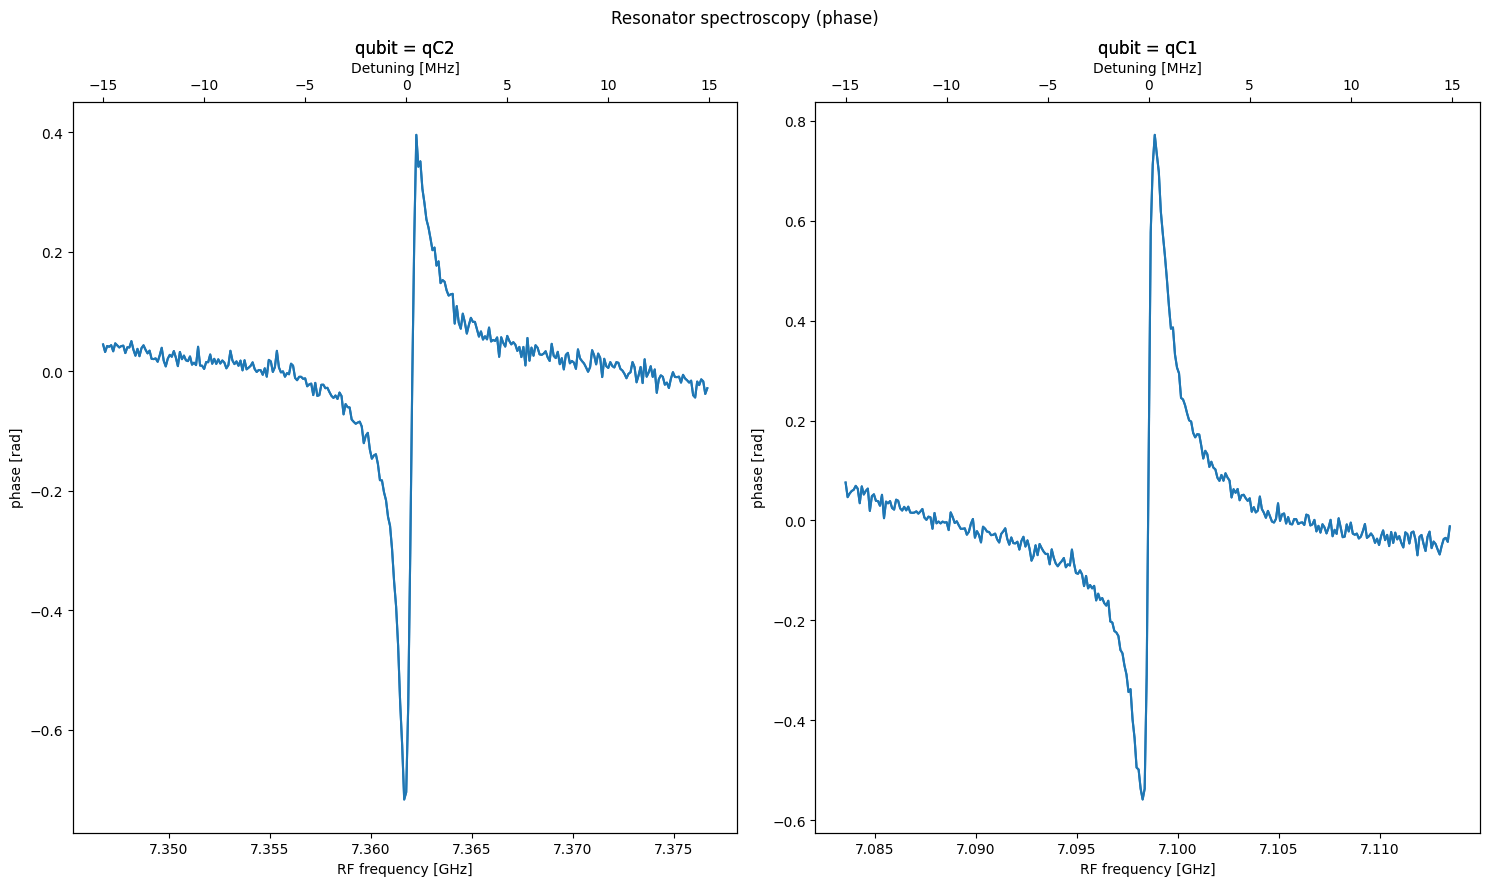 Resonator spectroscopy (phase)
qubit = qC2
Detuning [MHz]
−15 −10 −5 0 5 10 15
0.4
0.2
0.0
−0.2
−0.4
−0.6
phase [rad]
7.350 7.355 7.360 7.365 7.370 7.375
RF frequency [GHz]
qubit = qC1
Detuning [MHz]
−15 −10 −5 0 5 10 15
0.8
0.6
0.4
0.2
0.0
−0.2
−0.4
−0.6
phase [rad]
7.085 7.090 7.095 7.100 7.105 7.110
RF frequency [GHz]